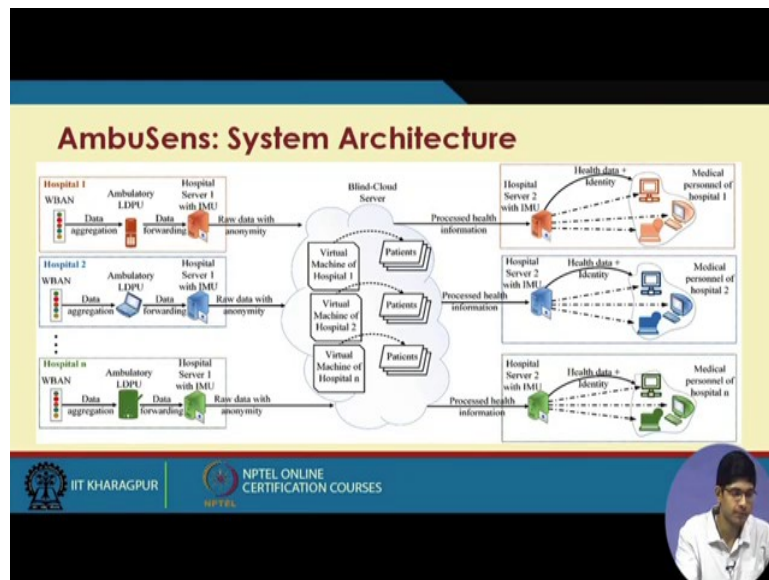 AmbuSens: System Architecture
Hospital 1
WBAN
Data
aggregation
Ambulatory
LDPU
Data
forwarding
Hospital
Server 1
with IMU
Raw data with
anonymity
Hospital 2
WBAN
Data
aggregation
Ambulatory
LDPU
Data
forwarding
Hospital
Server 1
with IMU
Raw data with
anonymity
Hospital n
WBAN
Data
aggregation
Ambulatory
LDPU
Data
forwarding
Hospital
Server 1
with IMU
Raw data with
anonymity
Blind-Cloud
Server
Virtual
Machine of
Hospital 1
Patients
Virtual
Machine of
Hospital 2
Patients
Virtual
Machine of
Hospital n
Patients
Processed health
information
Hospital
Server 2
with IMU
Health data +
Identity
Medical
personnel of
hospital 1
Processed health
information
Hospital
Server 2
with IMU
Health data +
Identity
Medical
personnel of
hospital 2
Processed health
information
Hospital
Server 2
with IMU
Health data +
Identity
Medical
personnel of
hospital n
IIT KHARAGPUR
NPTEL
NPTEL ONLINE
CERTIFICATION COURSES